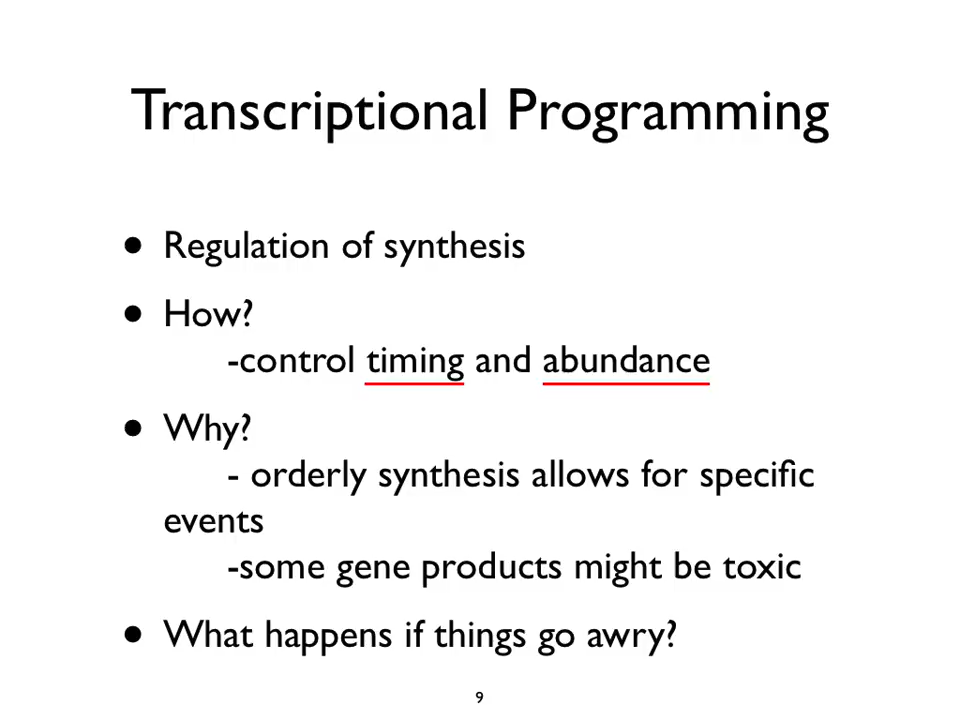 Transcriptional Programming
• Regulation of synthesis
• How?
-control timing and abundance
• Why?
- orderly synthesis allows for specific
events
-some gene products might be toxic
• What happens if things go awry?
9